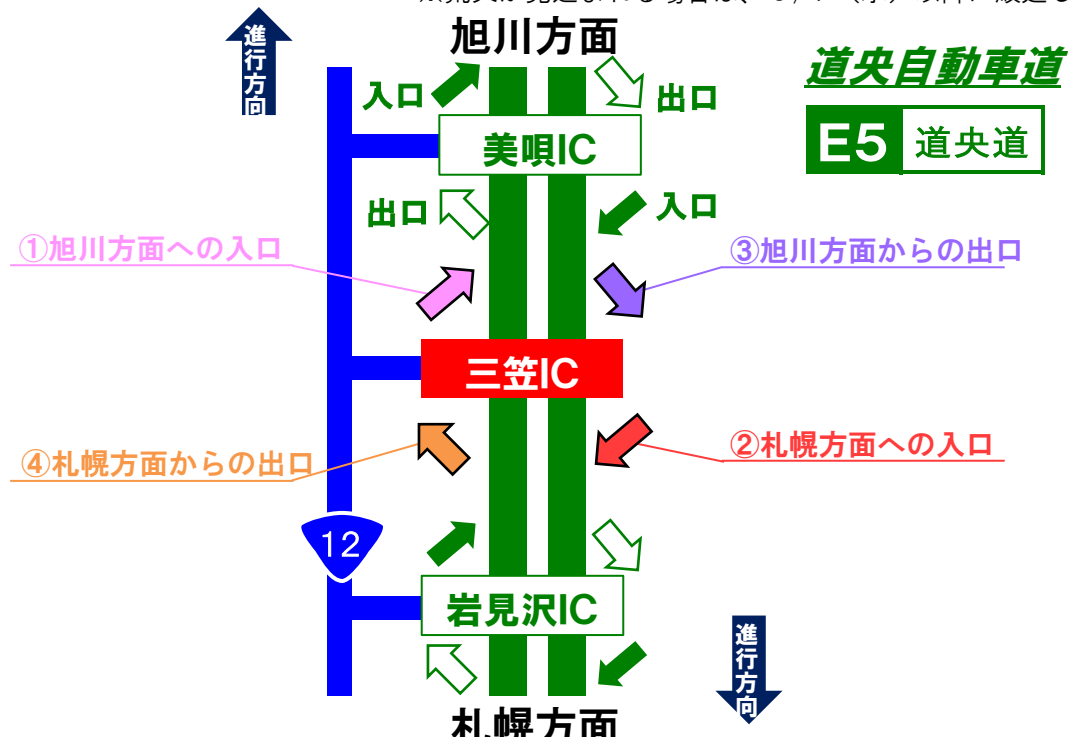 旭川方面
進行方向
道央自動車道
入口
出口
E5 道央道
美唄IC
出口
入口
①旭川方面への入口
③旭川方面からの出口
三笠IC
④札幌方面からの出口
②札幌方面への入口
12
岩見沢IC
進行方向
札幌方面